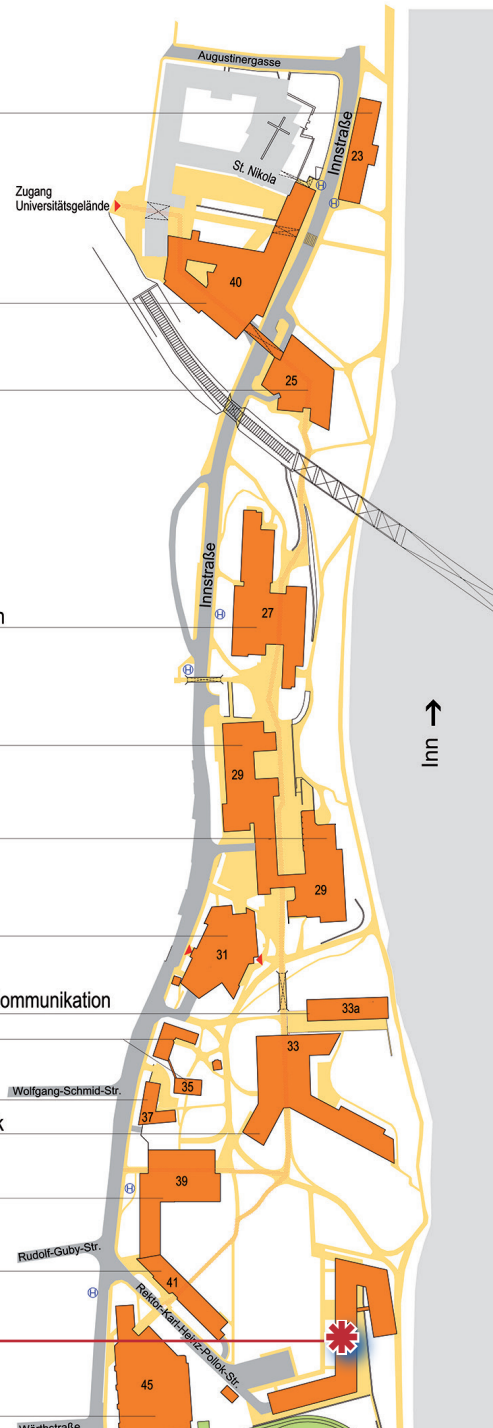 Augustinergasse
Innstraße
23
St. Nikola
H
Zugang
Universitätsgelände
H
40
25
Innstraße
27
H
n
H
29
Inn
29
31
ommunikation
33a
33
35
Wolfgang-Schmid-Str.
37
k
39
H
Rudolf-Guby-Str.
41
H
Rektor-Karl-Heinz-Pollok-Str.
45
Wörthstraße